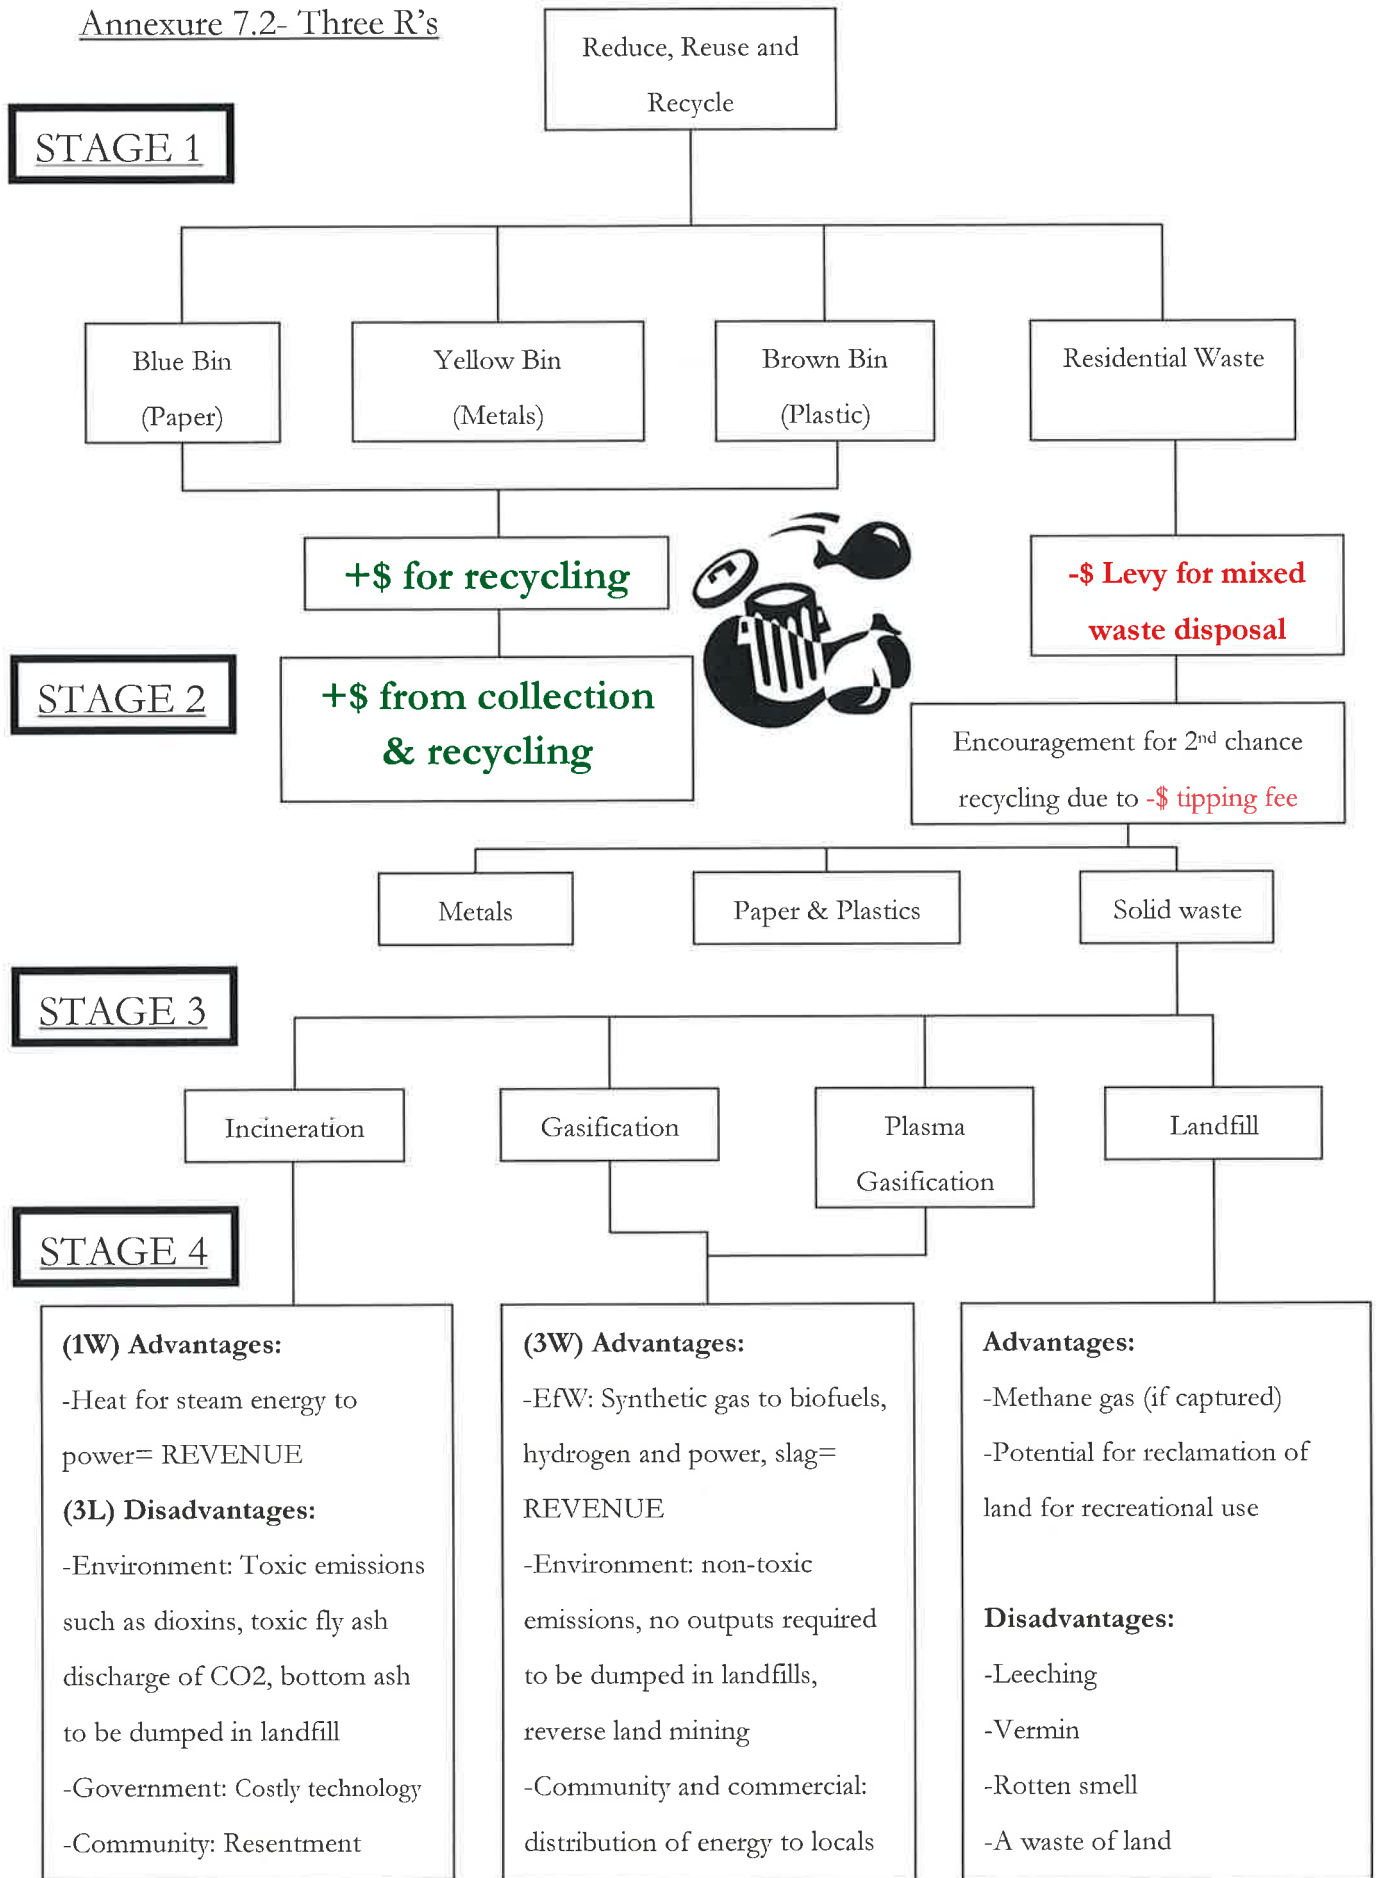 Annexure 7.2- Three R's
Reduce, Reuse and
Recycle
STAGE 1
Blue Bin
(Paper)
Yellow Bin
(Metals)
Brown Bin
(Plastic)
Residential Waste
+$ for recycling
-$ Levy for mixed
waste disposal
STAGE 2
+$ from collection
& recycling
Encouragement for 2nd chance
recycling due to -$ tipping fee
Metals
Paper & Plastics
Solid waste
STAGE 3
Incineration
Gasification
Plasma
Gasification
Landfill
STAGE 4
(1W) Advantages:
-Heat for steam energy to
power= REVENUE
(3L) Disadvantages:
-Environment: Toxic emissions
such as dioxins, toxic fly ash
discharge of CO2, bottom ash
to be dumped in landfill
-Government: Costly technology
-Community: Resentment
(3W) Advantages:
-EfW: Synthetic gas to biofuels,
hydrogen and power, slag=
REVENUE
-Environment: non-toxic
emissions, no outputs required
to be dumped in landfills,
reverse land mining
-Community and commercial:
distribution of energy to locals
Advantages:
-Methane gas (if captured)
-Potential for reclamation of
land for recreational use
Disadvantages:
-Leeching
-Vermin
-Rotten smell
-A waste of land